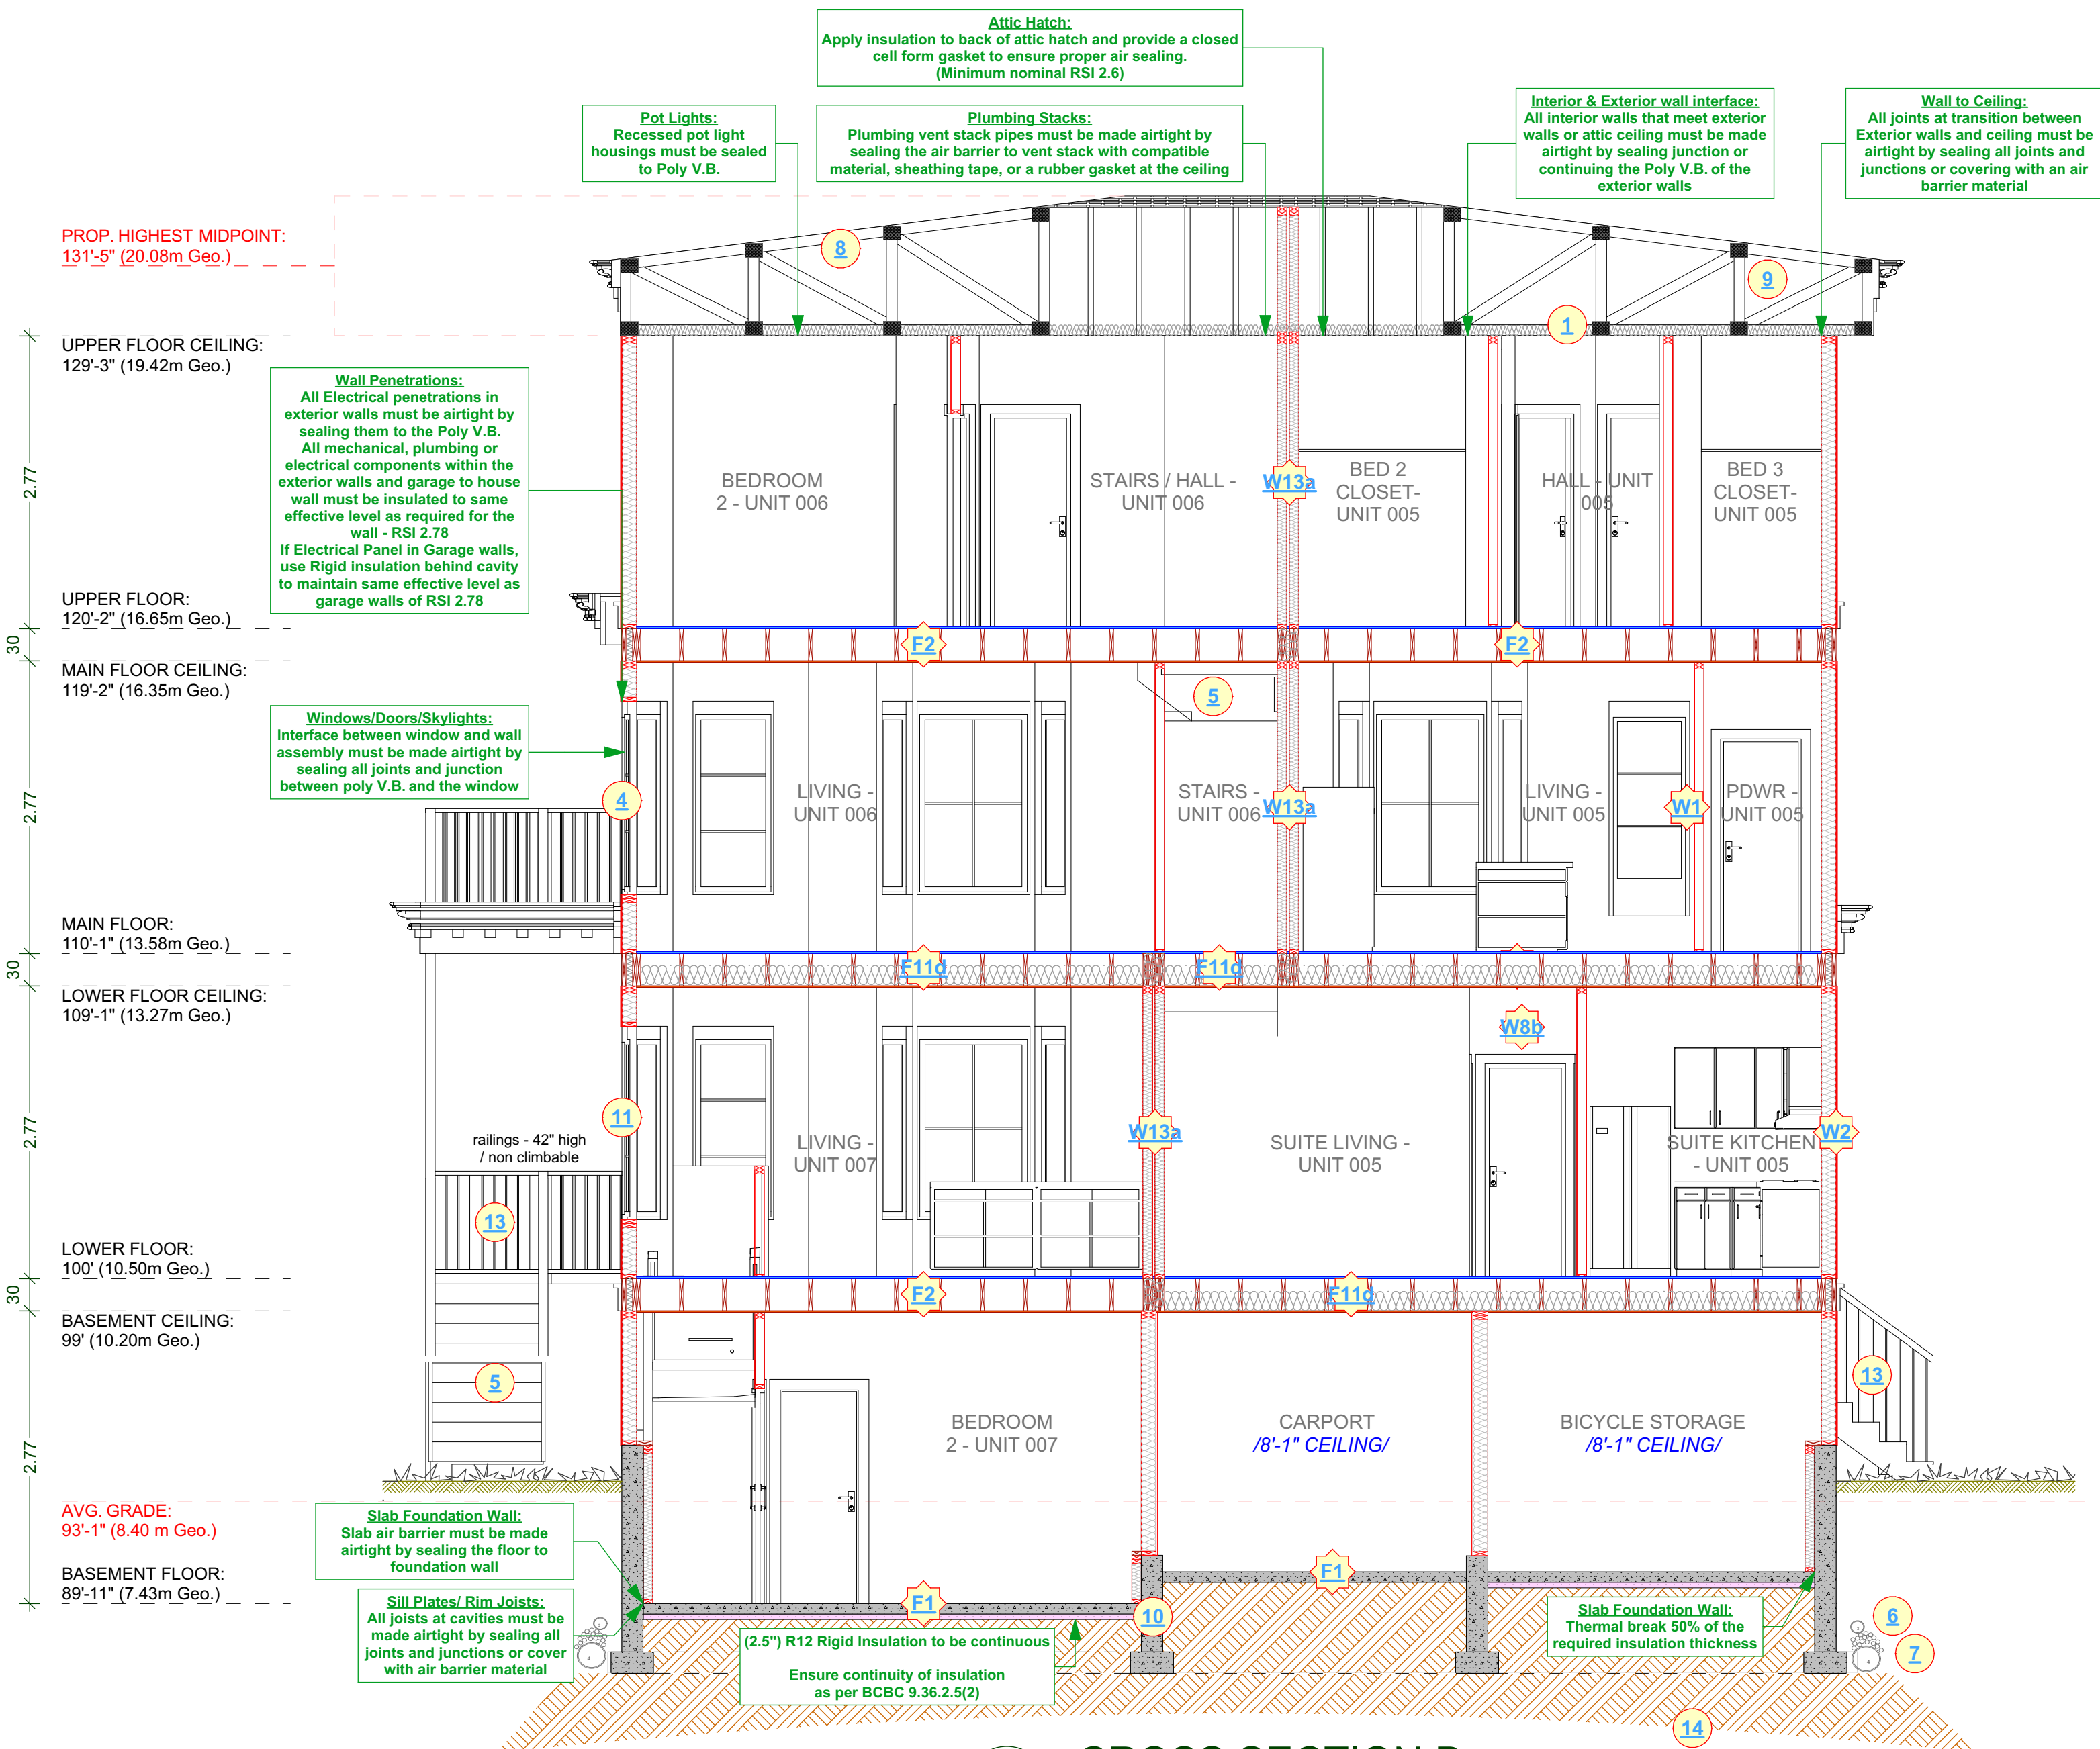 Attic Hatch:
Apply insulation to back of attic hatch and provide a closed
cell form gasket to ensure proper air sealing.
(Minimum nominal RSI 2.6)
Pot Lights:
Recessed pot light
housings must be sealed
to Poly V.B.
Plumbing Stacks:
Plumbing vent stack pipes must be made airtight by
sealing the air barrier to vent stack with compatible
material, sheathing tape, or a rubber gasket at the ceiling
Interior & Exterior wall interface:
All interior walls that meet exterior
walls or attic ceiling must be made
airtight by sealing junction or
continuing the Poly V.B. of the
exterior walls
Wall to Ceiling:
All joints at transition between
Exterior walls and ceiling must be
airtight by sealing all joints and
junctions or covering with an air
barrier material
PROP. HIGHEST MIDPOINT:
131'-5" (20.08m Geo.)
8
9
1
UPPER FLOOR CEILING:
129'-3" (19.42m Geo.)
Wall Penetrations:
All Electrical penetrations in
exterior walls must be airtight by
sealing them to the Poly V.B.
All mechanical, plumbing or
electrical components within the
exterior walls and garage to house
wall must be insulated to same
effective level as required for the
wall - RSI 2.78
If Electrical Panel in Garage walls,
use Rigid insulation behind cavity
to maintain same effective level as
garage walls of RSI 2.78
2.77
BEDROOM
2 - UNIT 006
STAIRS / HALL -
UNIT 006
W13a
BED 2
CLOSET-
UNIT 005
HALL - UNIT
005
BED 3
CLOSET-
UNIT 005
UPPER FLOOR:
120'-2" (16.65m Geo.)
30
F2
F2
MAIN FLOOR CEILING:
119'-2" (16.35m Geo.)
5
Windows/Doors/Skylights:
Interface between window and wall
assembly must be made airtight by
sealing all joints and junction
between poly V.B. and the window
2.77
4
LIVING -
UNIT 006
STAIRS -
UNIT 006
W13a
LIVING -
UNIT 005
W1
PDWR -
UNIT 005
MAIN FLOOR:
110'-1" (13.58m Geo.)
30
F11d
F11d
LOWER FLOOR CEILING:
109'-1" (13.27m Geo.)
W8b
2.77
11
railings - 42" high
/ non climbable
LIVING -
UNIT 007
W13a
SUITE LIVING -
UNIT 005
SUITE KITCHEN
- UNIT 005
W2
13
LOWER FLOOR:
100' (10.50m Geo.)
30
F2
F11d
BASEMENT CEILING:
99' (10.20m Geo.)
5
13
2.77
BEDROOM
2 - UNIT 007
CARPORT
/8'-1" CEILING/
BICYCLE STORAGE
/8'-1" CEILING/
AVG. GRADE:
93'-1" (8.40 m Geo.)
Slab Foundation Wall:
Slab air barrier must be made
airtight by sealing the floor to
foundation wall
BASEMENT FLOOR:
89'-11" (7.43m Geo.)
F1
F1
Sill Plates/ Rim Joists:
All joists at cavities must be
made airtight by sealing all
joints and junctions or cover
with air barrier material
10
(2.5") R12 Rigid Insulation to be continuous
Ensure continuity of insulation
as per BCBC 9.36.2.5(2)
Slab Foundation Wall:
Thermal break 50% of the
required insulation thickness
6
7
14